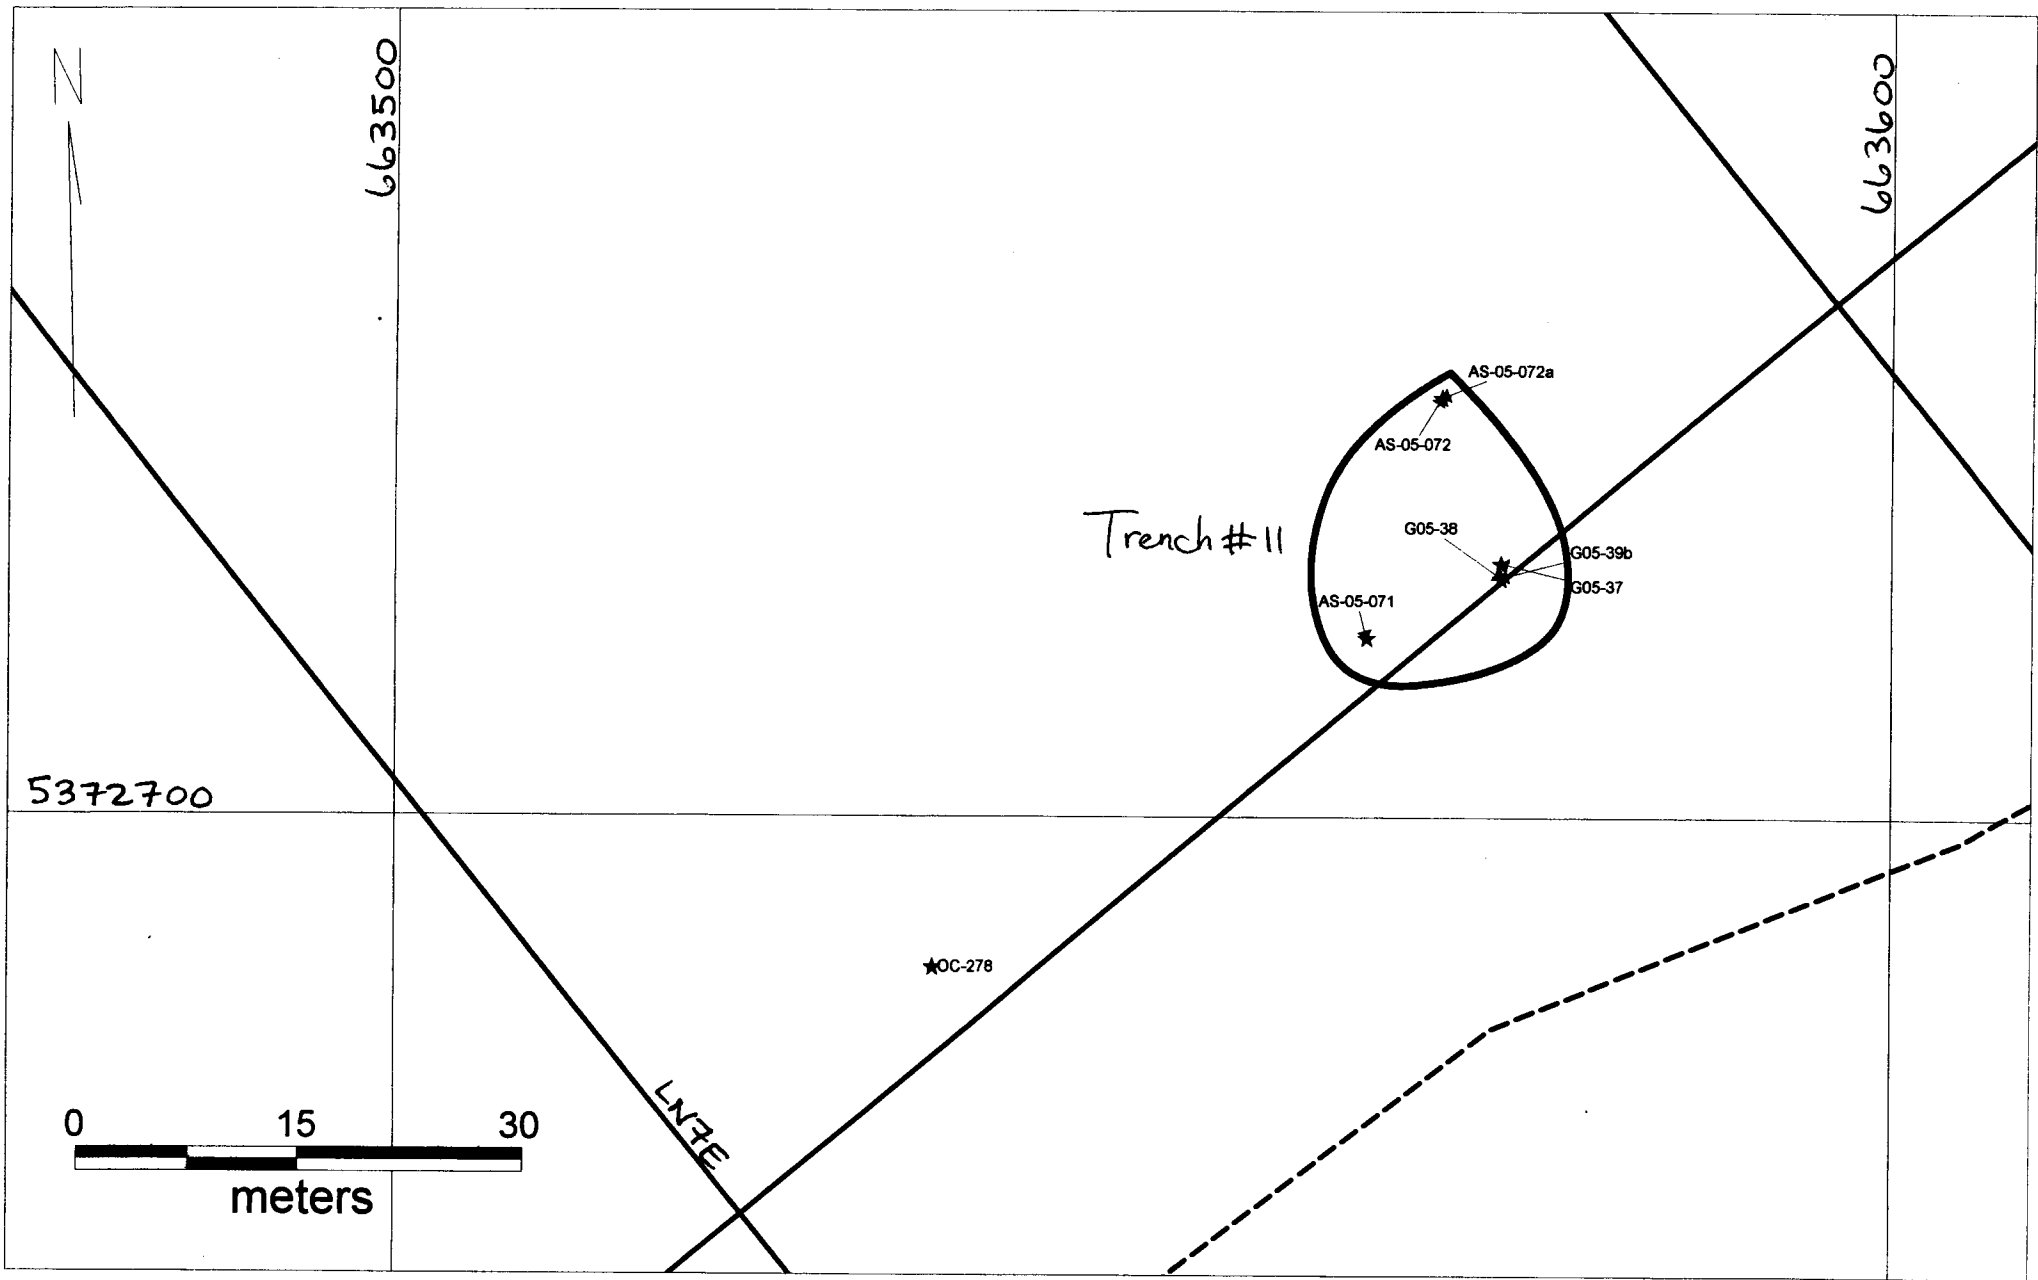 N
663500
663600
AS-05-072a
AS-05-072
Trench #11
G05-38
G05-39b
G05-37
AS-05-071
5372700
OC-278
LN7E
0 15 30
meters